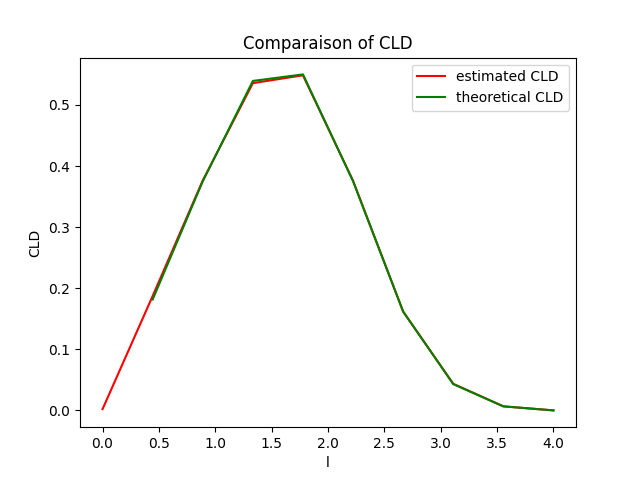 Comparaison of CLD
estimated CLD
theoretical CLD
CLD
0.5
0.4
0.3
0.2
0.1
0.0
0.0 0.5 1.0 1.5 2.0 2.5 3.0 3.5 4.0
l